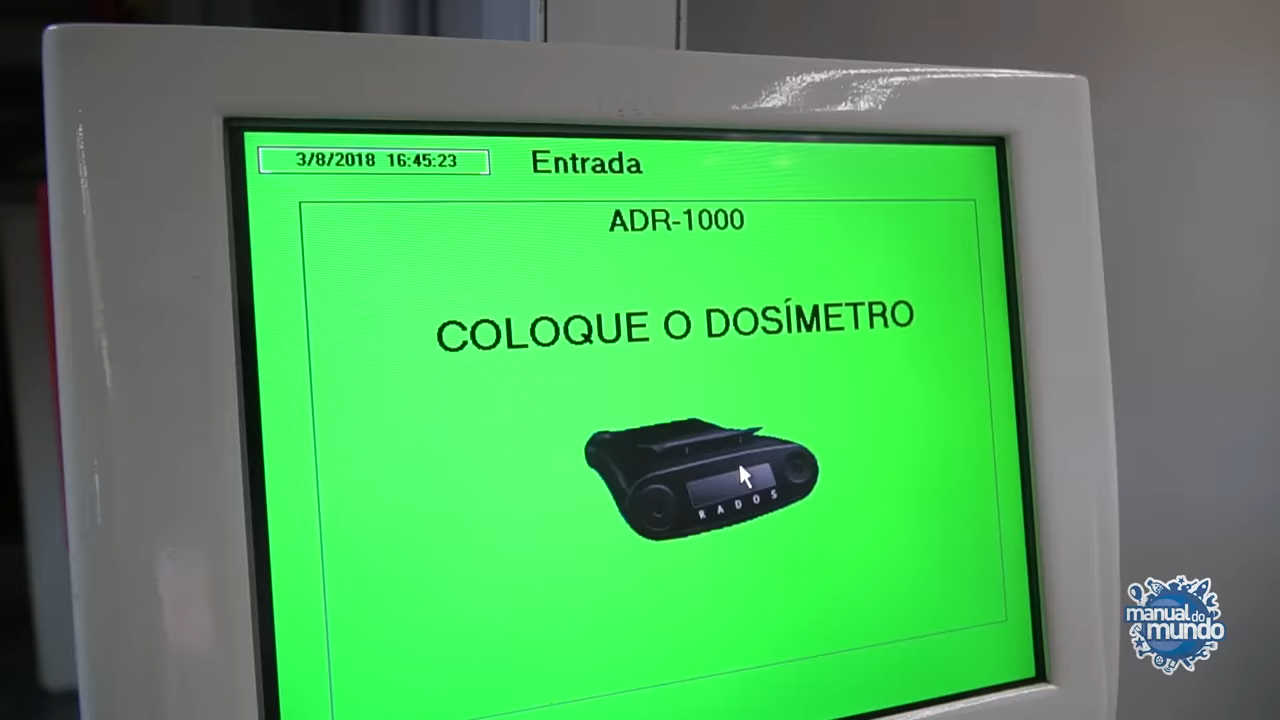 3/8/2018 16:45:23 Entrada
ADR-1000
COLOQUE O DOSÍMETRO
RADOS
manual do
mundo